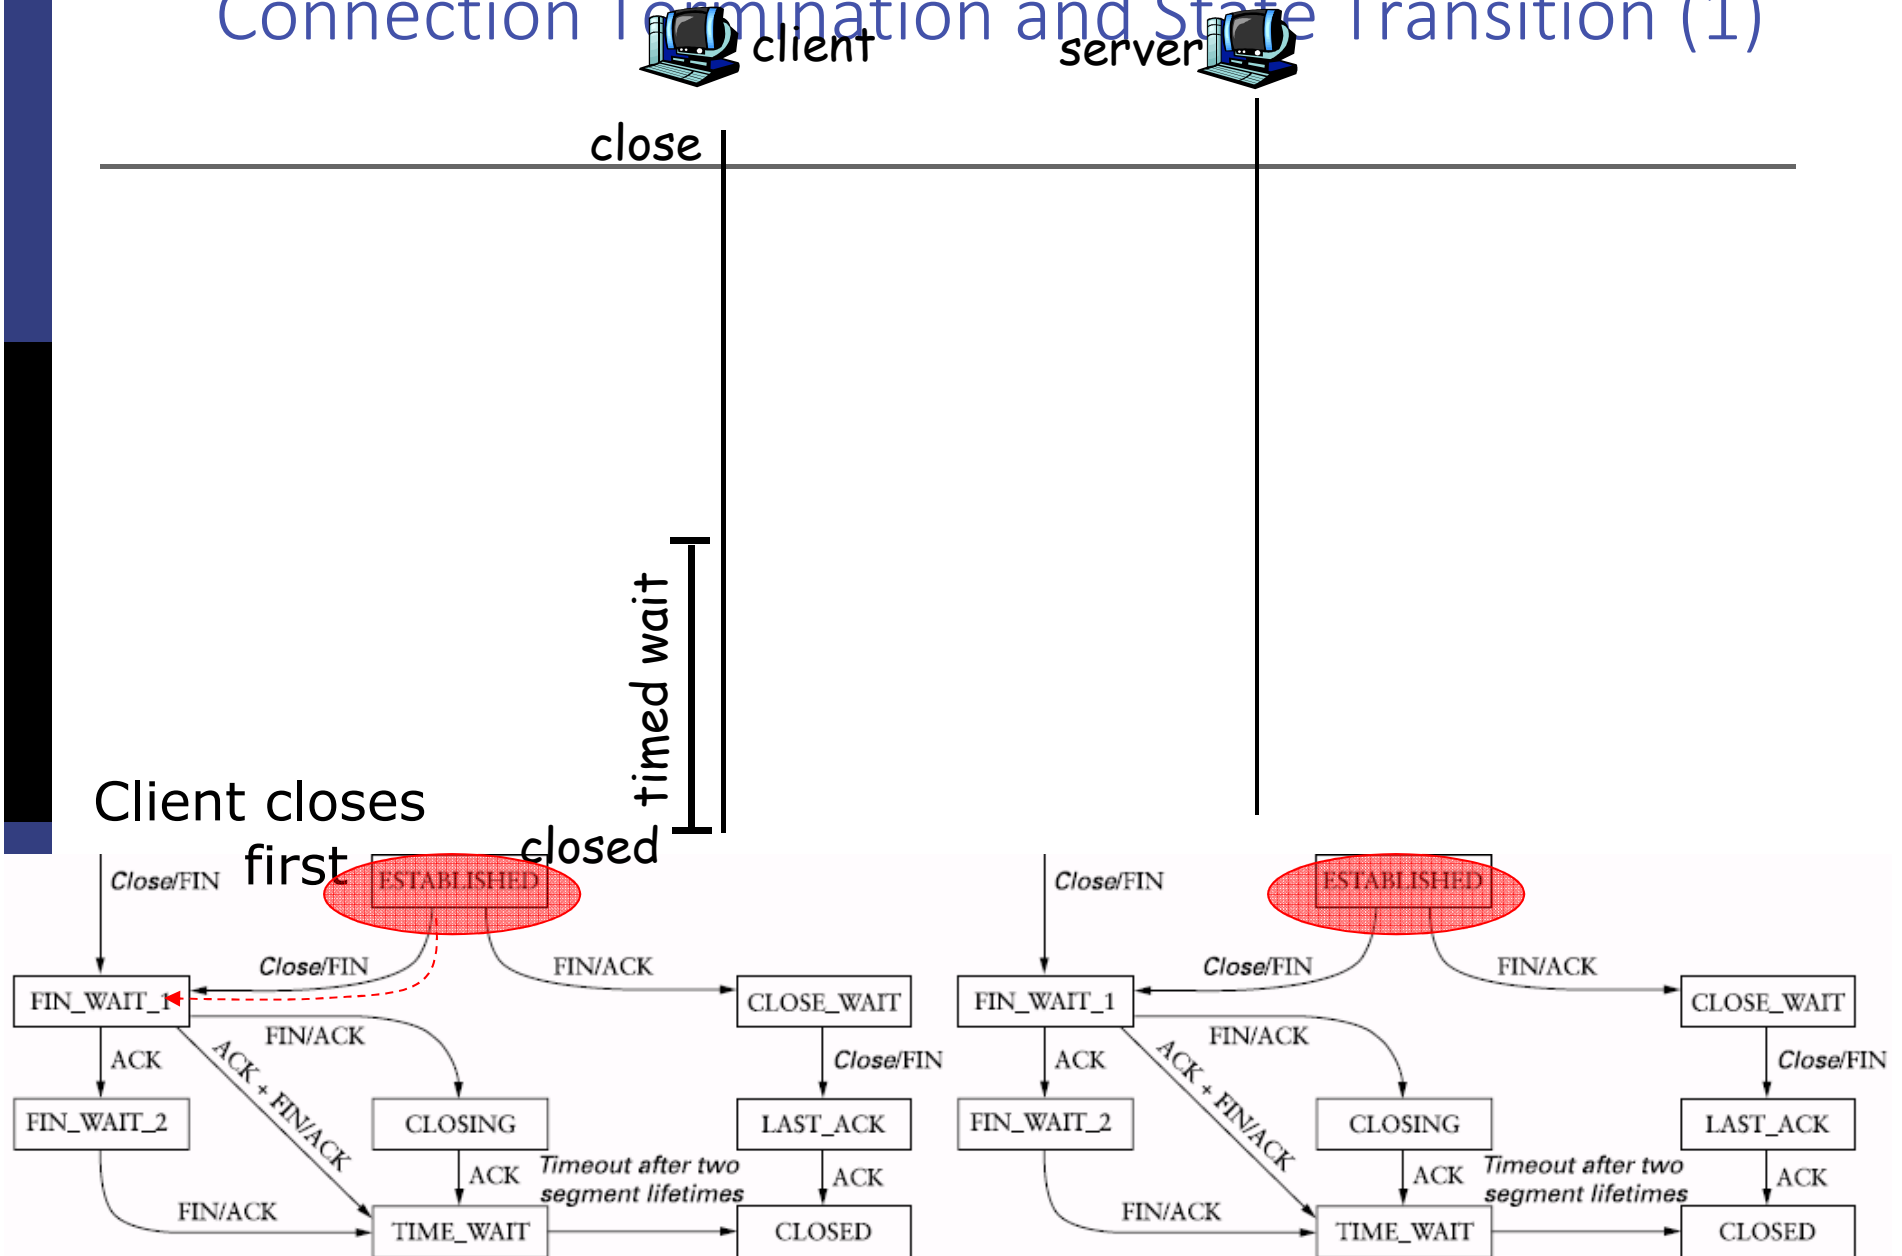 Connection Termination and State Transition (1)
client
server
close
timed wait
closed
Client closes
first
Close/FIN
ESTABLISHED
Close/FIN
FIN/ACK
FIN_WAIT_1
CLOSE_WAIT
FIN/ACK
ACK
ACK + FIN/ACK
Close/FIN
FIN_WAIT_2
CLOSING
LAST_ACK
ACK
Timeout after two
segment lifetimes
ACK
FIN/ACK
TIME_WAIT
CLOSED
Close/FIN
ESTABLISHED
Close/FIN
FIN/ACK
FIN_WAIT_1
CLOSE_WAIT
FIN/ACK
ACK
ACK + FIN/ACK
Close/FIN
FIN_WAIT_2
CLOSING
LAST_ACK
ACK
Timeout after two
segment lifetimes
ACK
FIN/ACK
TIME_WAIT
CLOSED